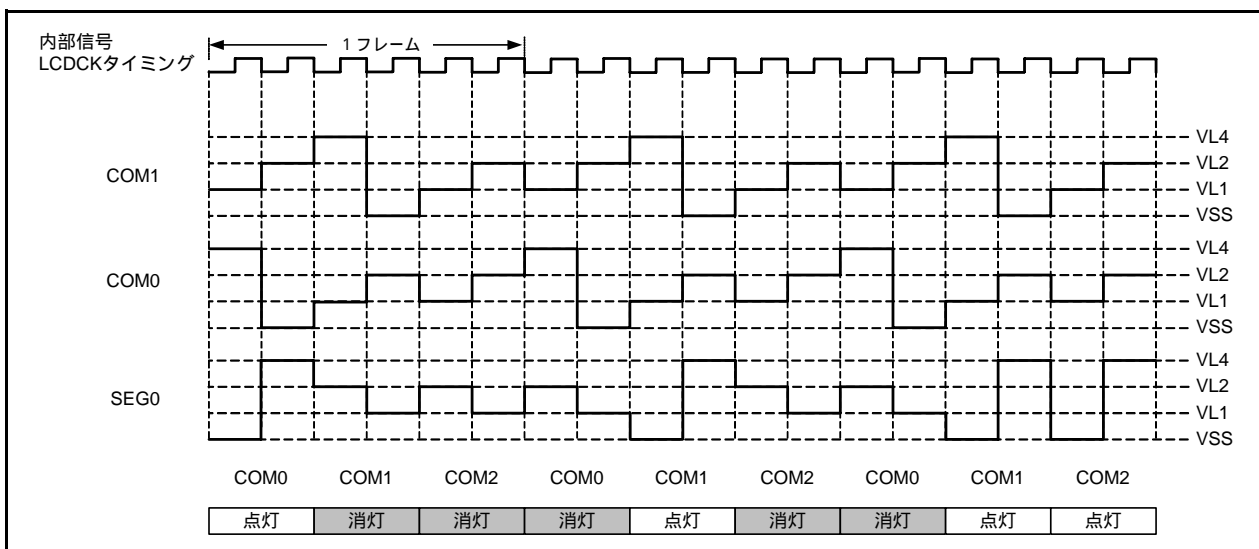 内部信号
LCDCKタイミング
1フレーム
COM1
VL4
VL2
VL1
VSS
COM0
VL4
VL2
VL1
VSS
SEG0
VL4
VL2
VL1
VSS
COM0 COM1 COM2 COM0 COM1 COM2 COM0 COM1 COM2
点灯 消灯 消灯 消灯 点灯 消灯 消灯 点灯 点灯